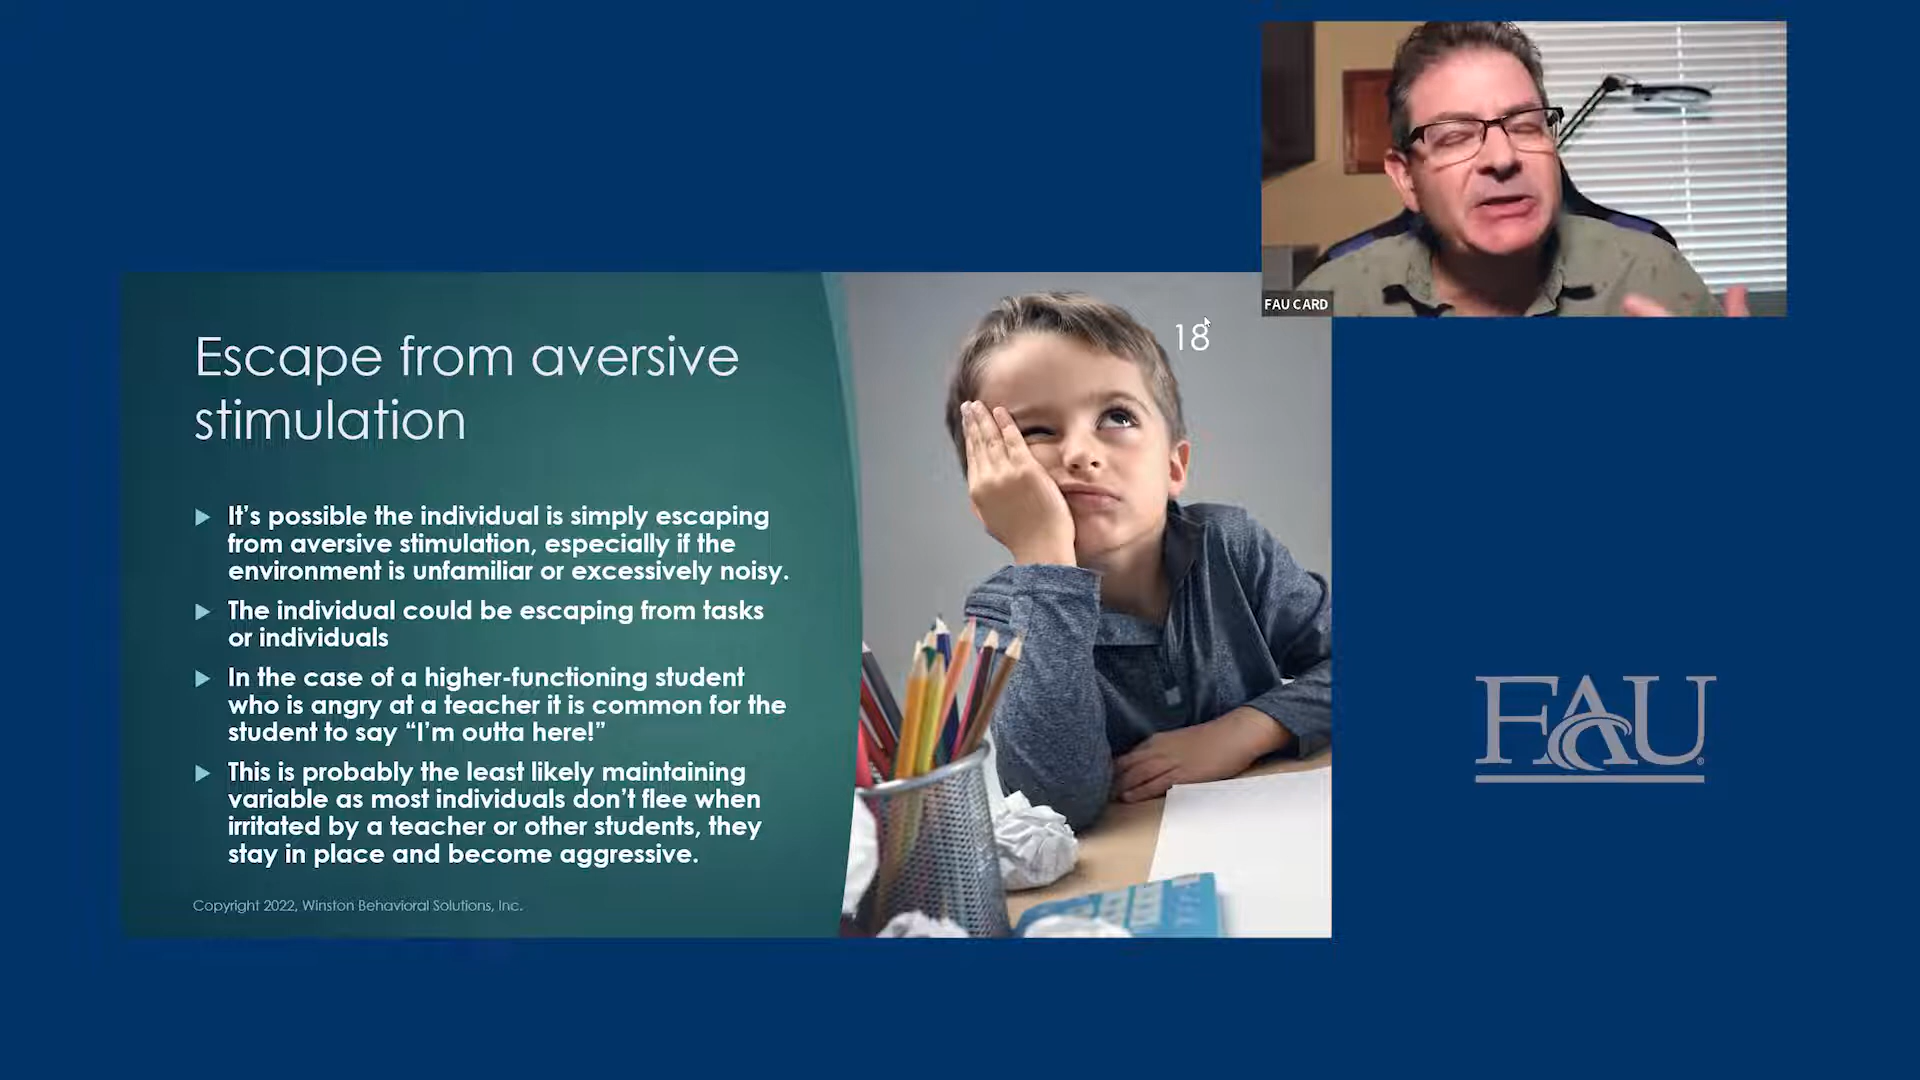 FAU CARD
18
Escape from aversive
stimulation
It’s possible the individual is simply escaping
from aversive stimulation, especially if the
environment is unfamiliar or excessively noisy.
The individual could be escaping from tasks
or individuals
In the case of a higher-functioning student
who is angry at a teacher it is common for the
student to say “I’m outta here!”
This is probably the least likely maintaining
variable as most individuals don’t flee when
irritated by a teacher or other students, they
stay in place and become aggressive.
Copyright 2022, Winston Behavioral Solutions, Inc.
FAU®